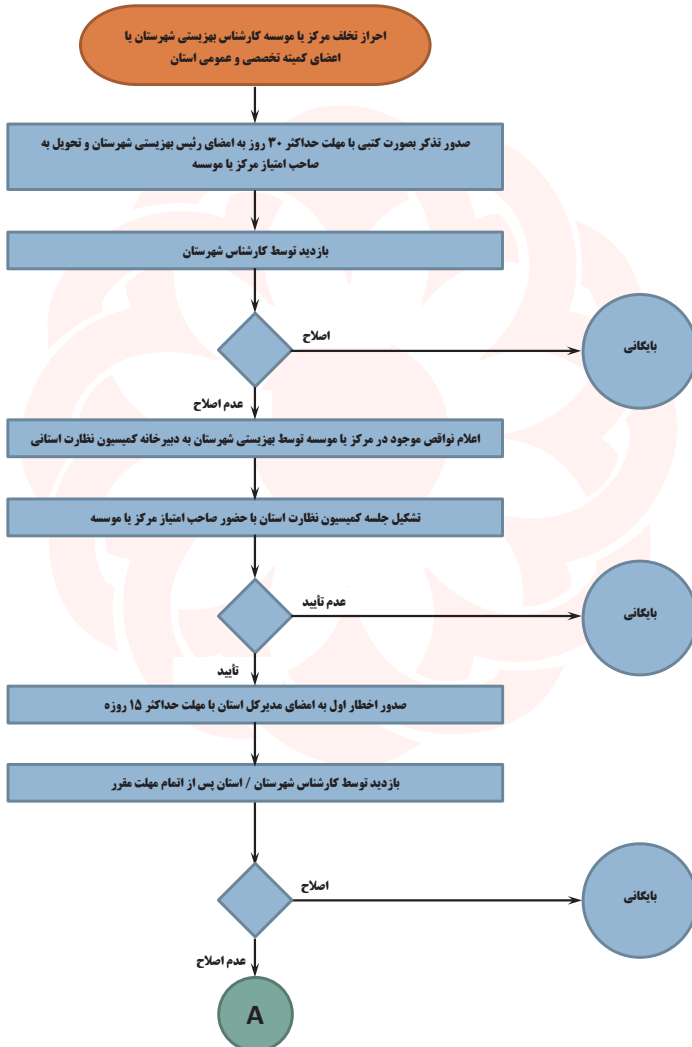 احراز تخلف مرکز یا موسسه کارشناس بهزیستی شهرستان یا
اعضای کمیته تخصصی و عمومی استان
صدور تذکر بصورت کتبی با مهلت حداکثر ۳۰ روز به امضای رئیس بهزیستی شهرستان و تحویل به
صاحب امتیاز مرکز یا موسسه
بازدید توسط کارشناس شهرستان
اصلاح
بایگانی
عدم اصلاح
اعلام نواقص موجود در مرکز یا موسسه توسط بهزیستی شهرستان به دبیرخانه کمیسیون نظارت استانی
تشکیل جلسه کمیسیون نظارت استان با حضور صاحب امتیاز مرکز یا موسسه
عدم تأیید
بایگانی
تأیید
صدور اخطار اول به امضای مدیرکل استان با مهلت حداکثر ۱۵ روزه
بازدید توسط کارشناس شهرستان / استان پس از اتمام مهلت مقرر
اصلاح
بایگانی
عدم اصلاح
A